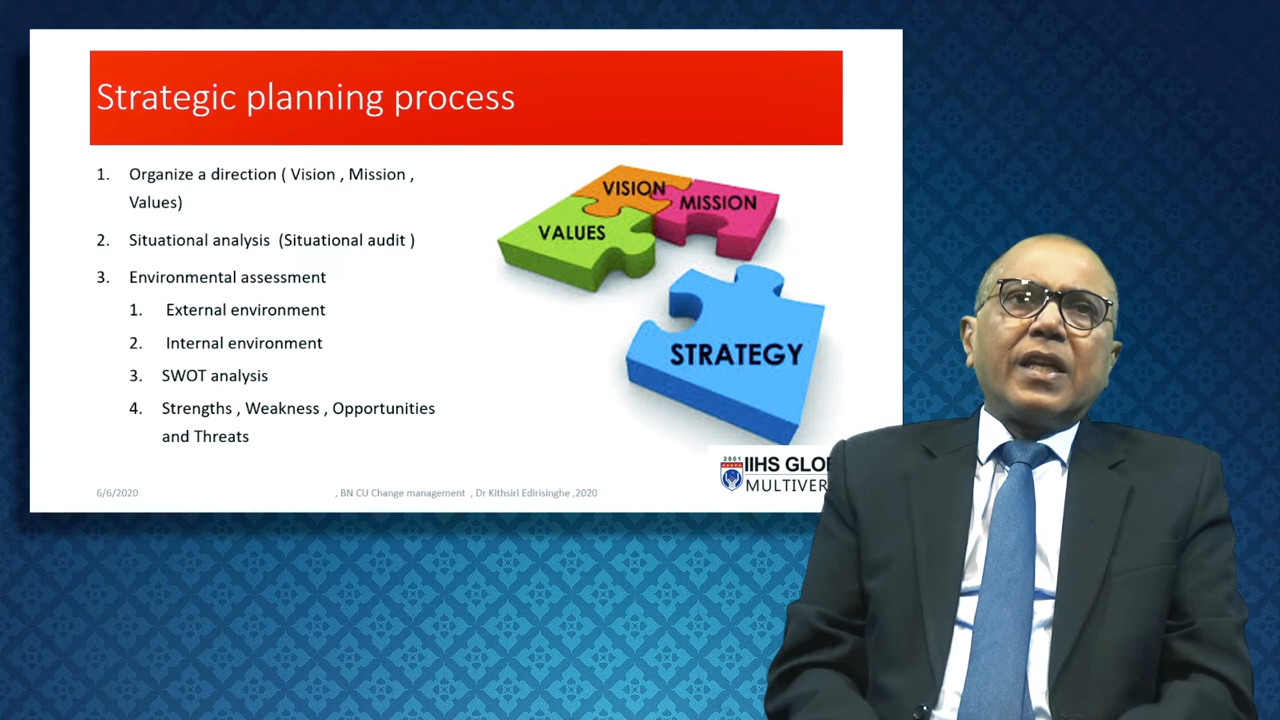 Strategic planning process
1. Organize a direction ( Vision , Mission ,
Values)
2. Situational analysis (Situational audit )
3. Environmental assessment
1. External environment
2. Internal environment
3. SWOT analysis
4. Strengths , Weakness , Opportunities
and Threats
VISION
MISSION
VALUES
STRATEGY
2001
IIHS GLO
MULTIVER
6/6/2020
, BN CU Change management , Dr Kithsiri Edirisinghe ,2020